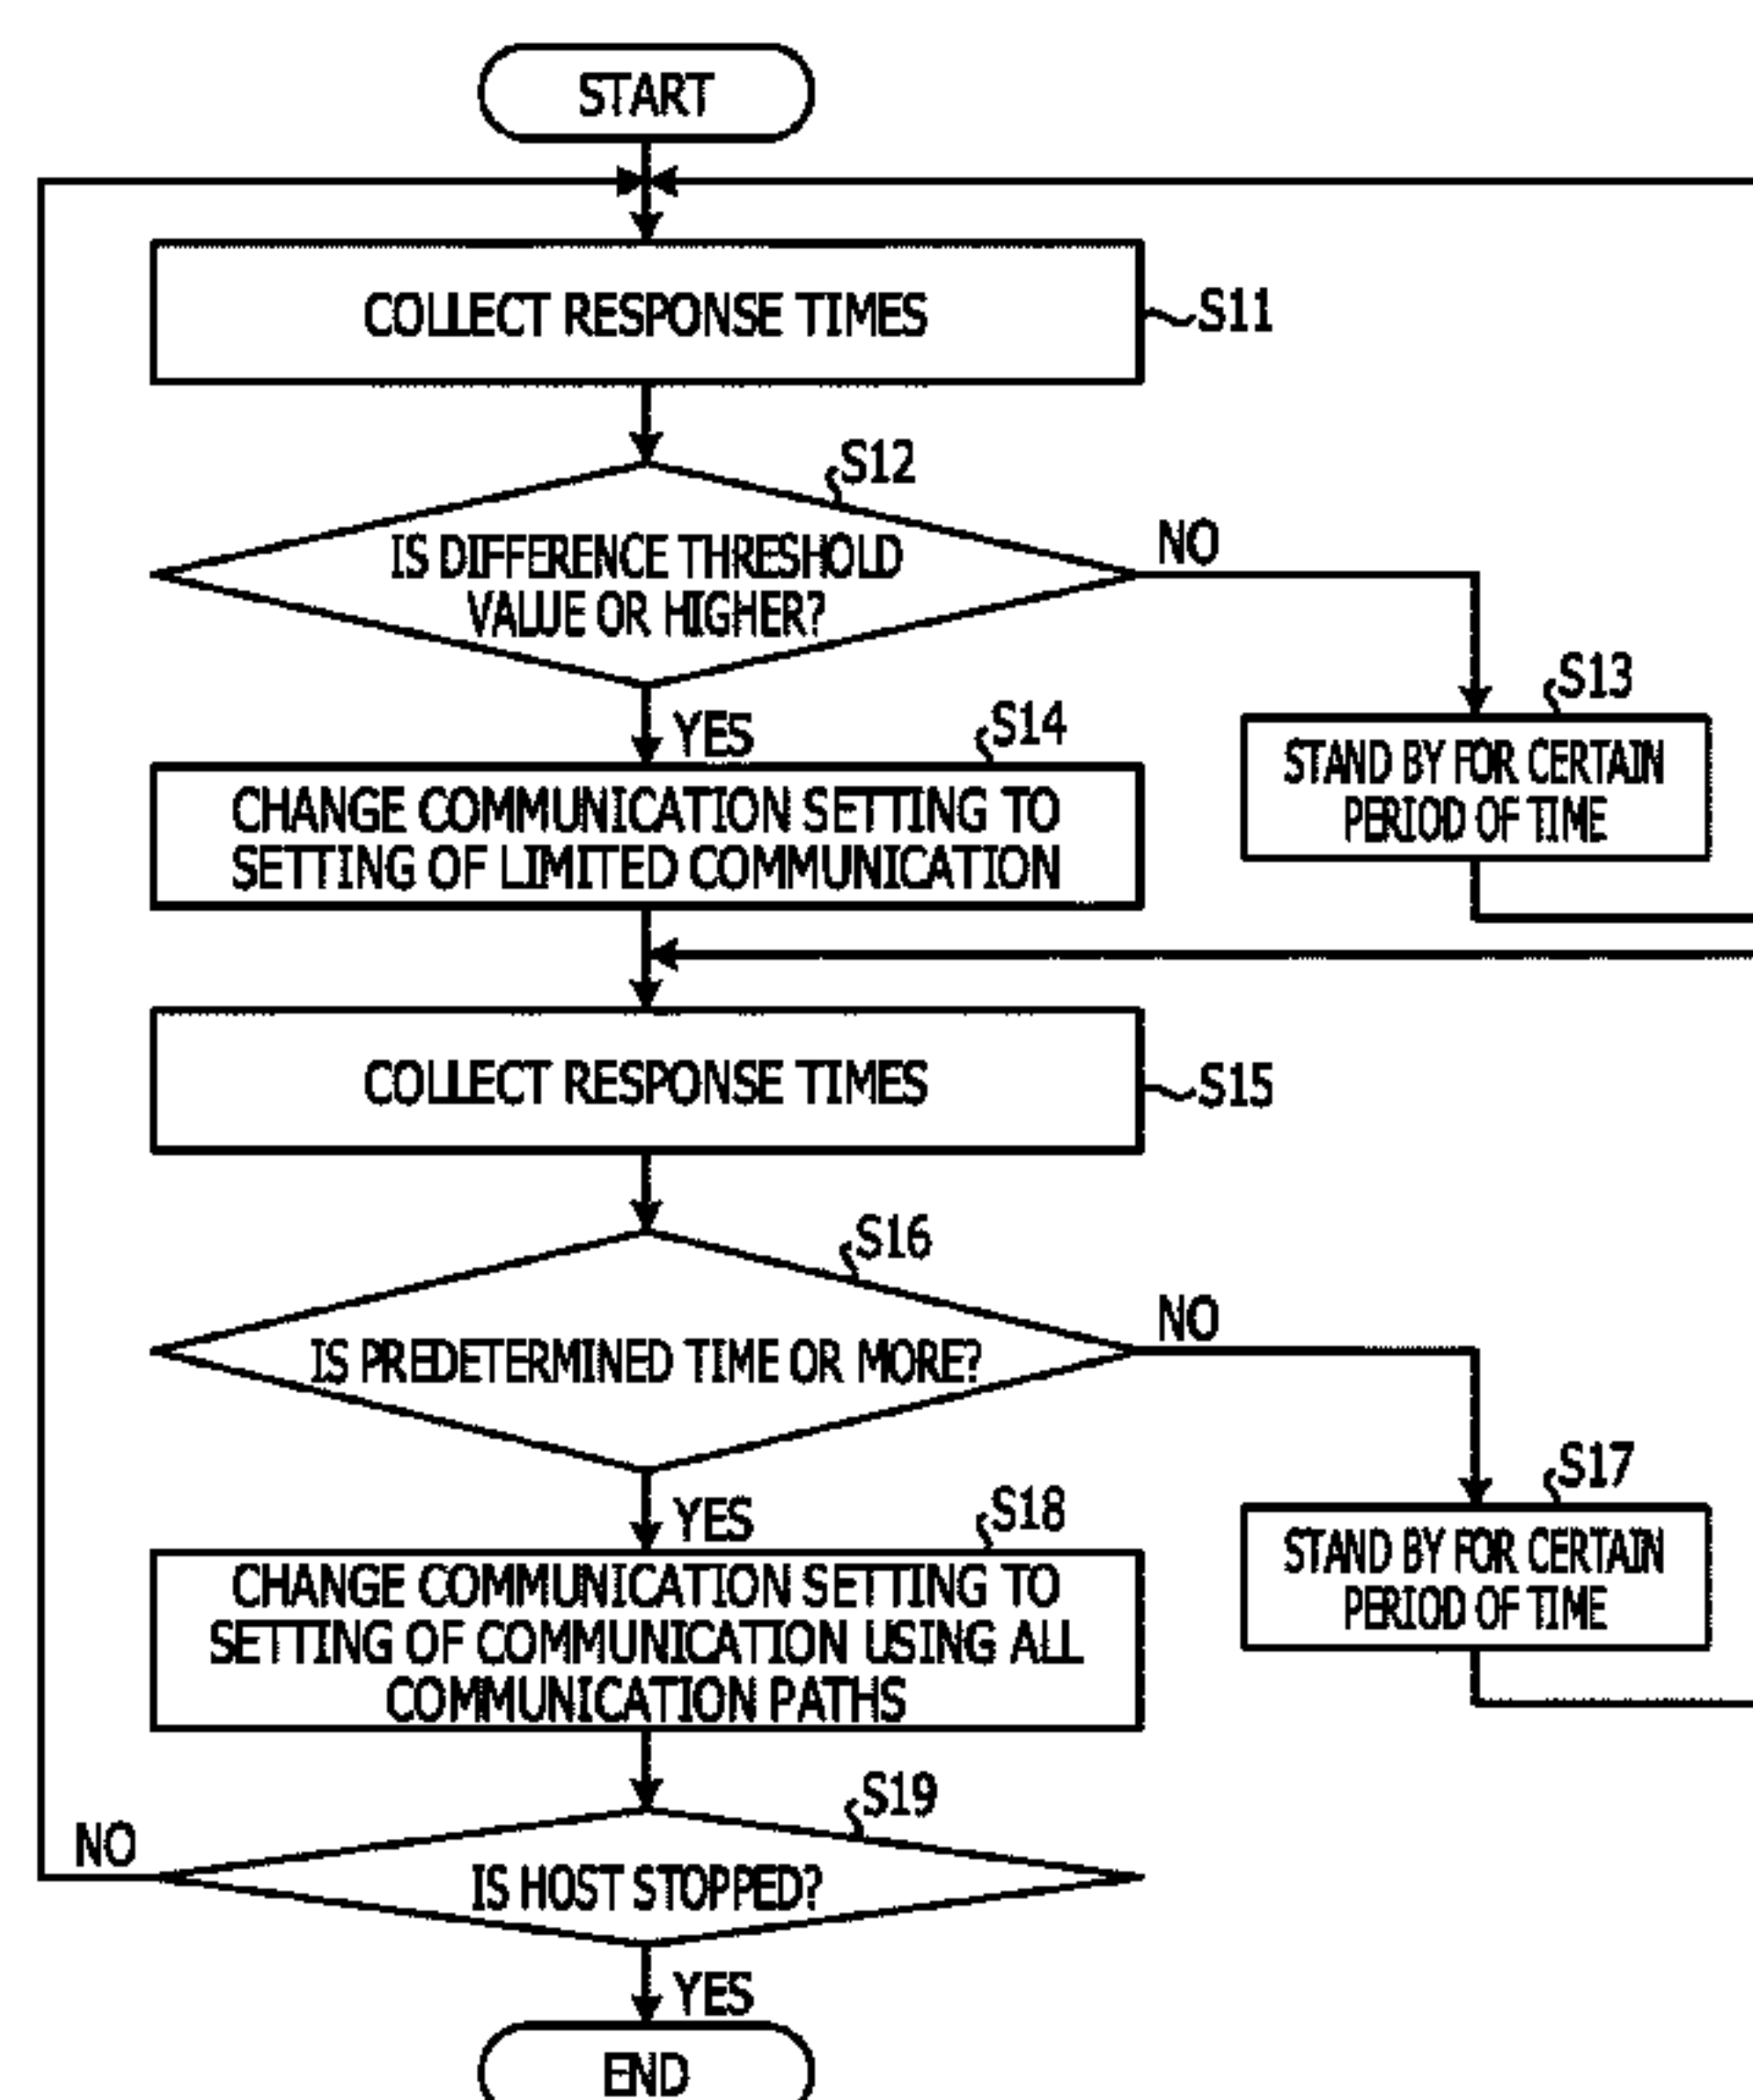 START
COLLECT RESPONSE TIMES
S11
S12
IS DIFFERENCE THRESHOLD
VALUE OR HIGHER?
NO
YES
S13
STAND BY FOR CERTAIN
PERIOD OF TIME
S14
CHANGE COMMUNICATION SETTING TO
SETTING OF LIMITED COMMUNICATION
COLLECT RESPONSE TIMES
S15
S16
IS PREDETERMINED TIME OR MORE?
NO
YES
S17
STAND BY FOR CERTAIN
PERIOD OF TIME
S18
CHANGE COMMUNICATION SETTING TO
SETTING OF COMMUNICATION USING ALL
COMMUNICATION PATHS
S19
NO
IS HOST STOPPED?
YES
END